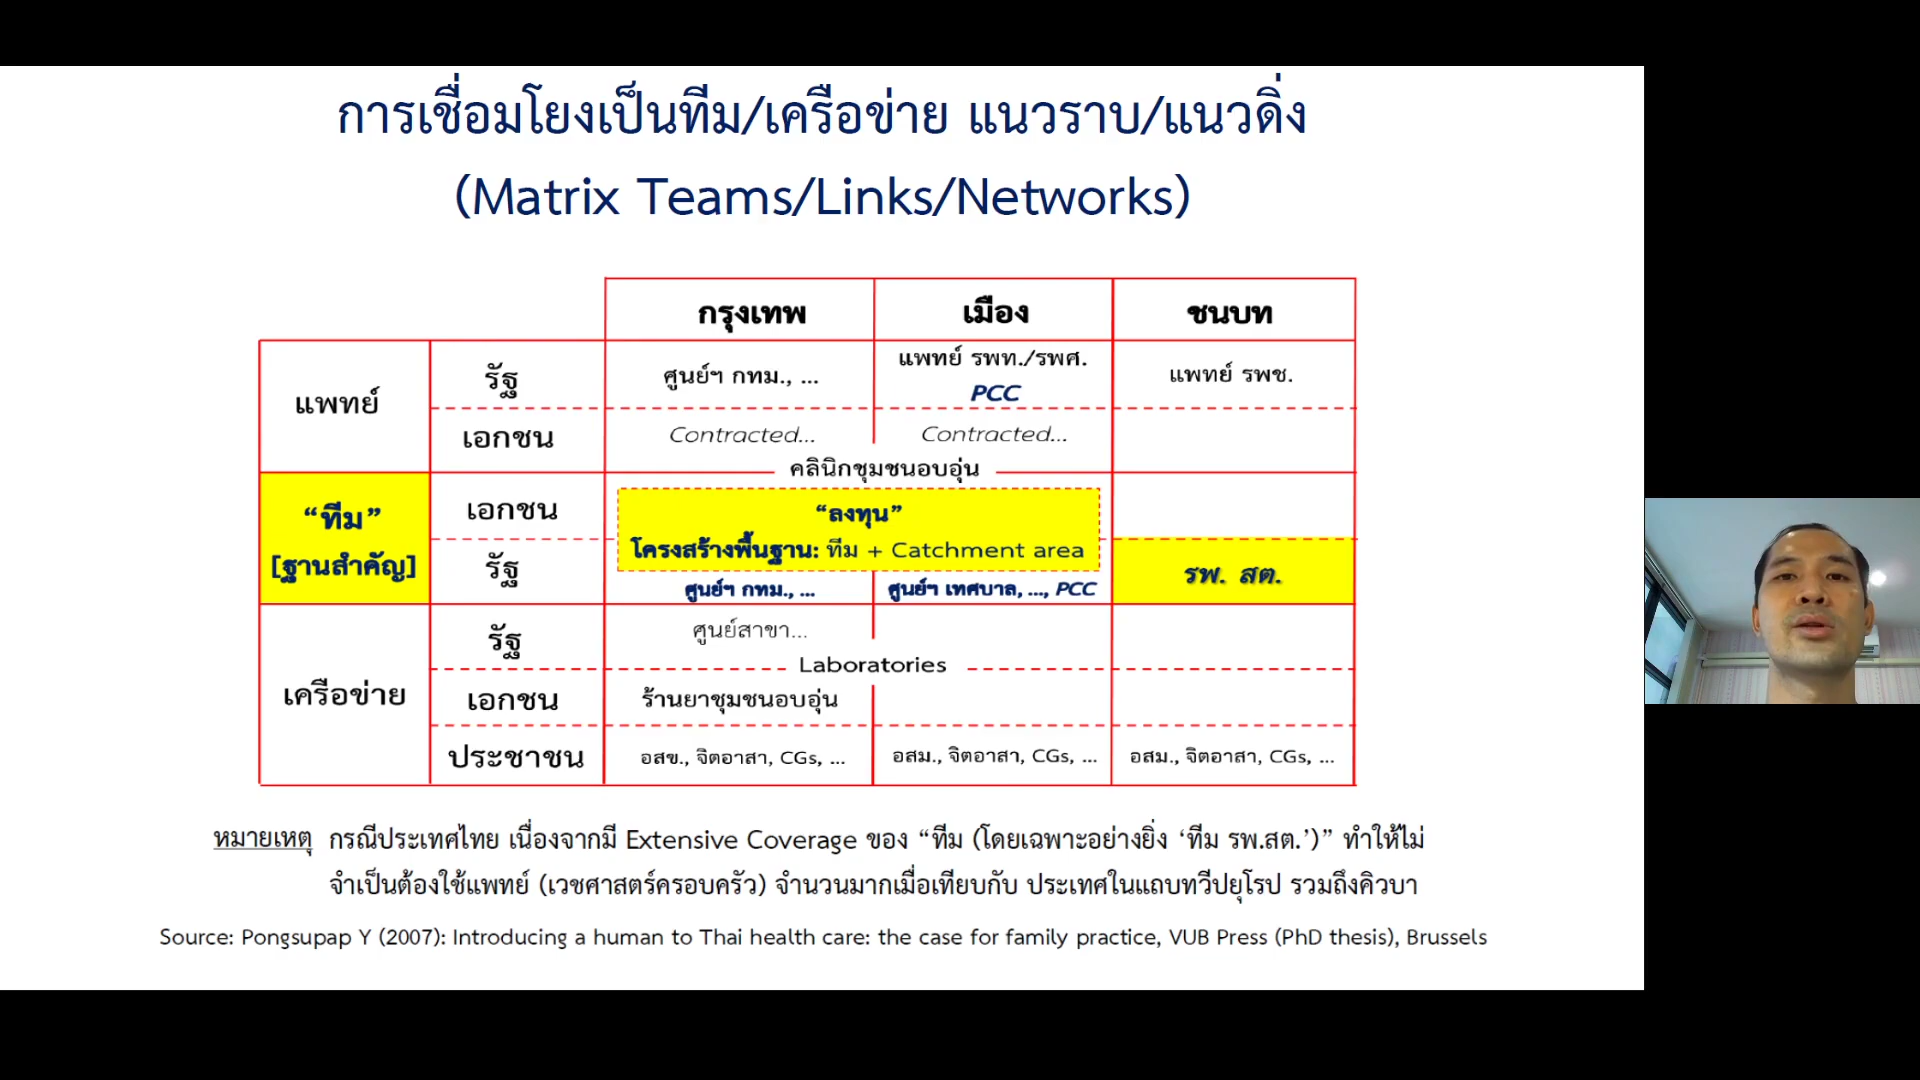 การเชื่อมโยงเป็นทีม/เครือข่าย แนวราบ/แนวดิ่ง
(Matrix Teams/Links/Networks)
กรุงเทพ เมือง ชนบท
แพทย์
รัฐ
ศูนย์ฯ กทม., ...
แพทย์ รพท./รพศ.
PCC
แพทย์ รพช.
เอกชน
Contracted...
Contracted...
คลินิกชุมชนอบอุ่น
“ทีม”
[ฐานสำคัญ]
เอกชน
“ลงทุน”
โครงสร้างพื้นฐาน: ทีม + Catchment area
รัฐ
ศูนย์ฯ กทม., ...
ศูนย์ฯ เทศบาล, ..., PCC
รพ. สต.
เครือข่าย
รัฐ
ศูนย์สาขา...
Laboratories
เอกชน
ร้านยาชุมชนอบอุ่น
ประชาชน
อสข., จิตอาสา, CGs, ...
อสม., จิตอาสา, CGs, ...
อสม., จิตอาสา, CGs, ...
หมายเหตุ กรณีประเทศไทย เนื่องจากมี Extensive Coverage ของ “ทีม (โดยเฉพาะอย่างยิ่ง ‘ทีม รพ.สต.’)” ทำให้ไม่
จำเป็นต้องใช้แพทย์ (เวชศาสตร์ครอบครัว) จำนวนมากเมื่อเทียบกับ ประเทศในแถบทวีปยุโรป รวมถึงคิวบา
Source: Pongsupap Y (2007): Introducing a human to Thai health care: the case for family practice, VUB Press (PhD thesis), Brussels